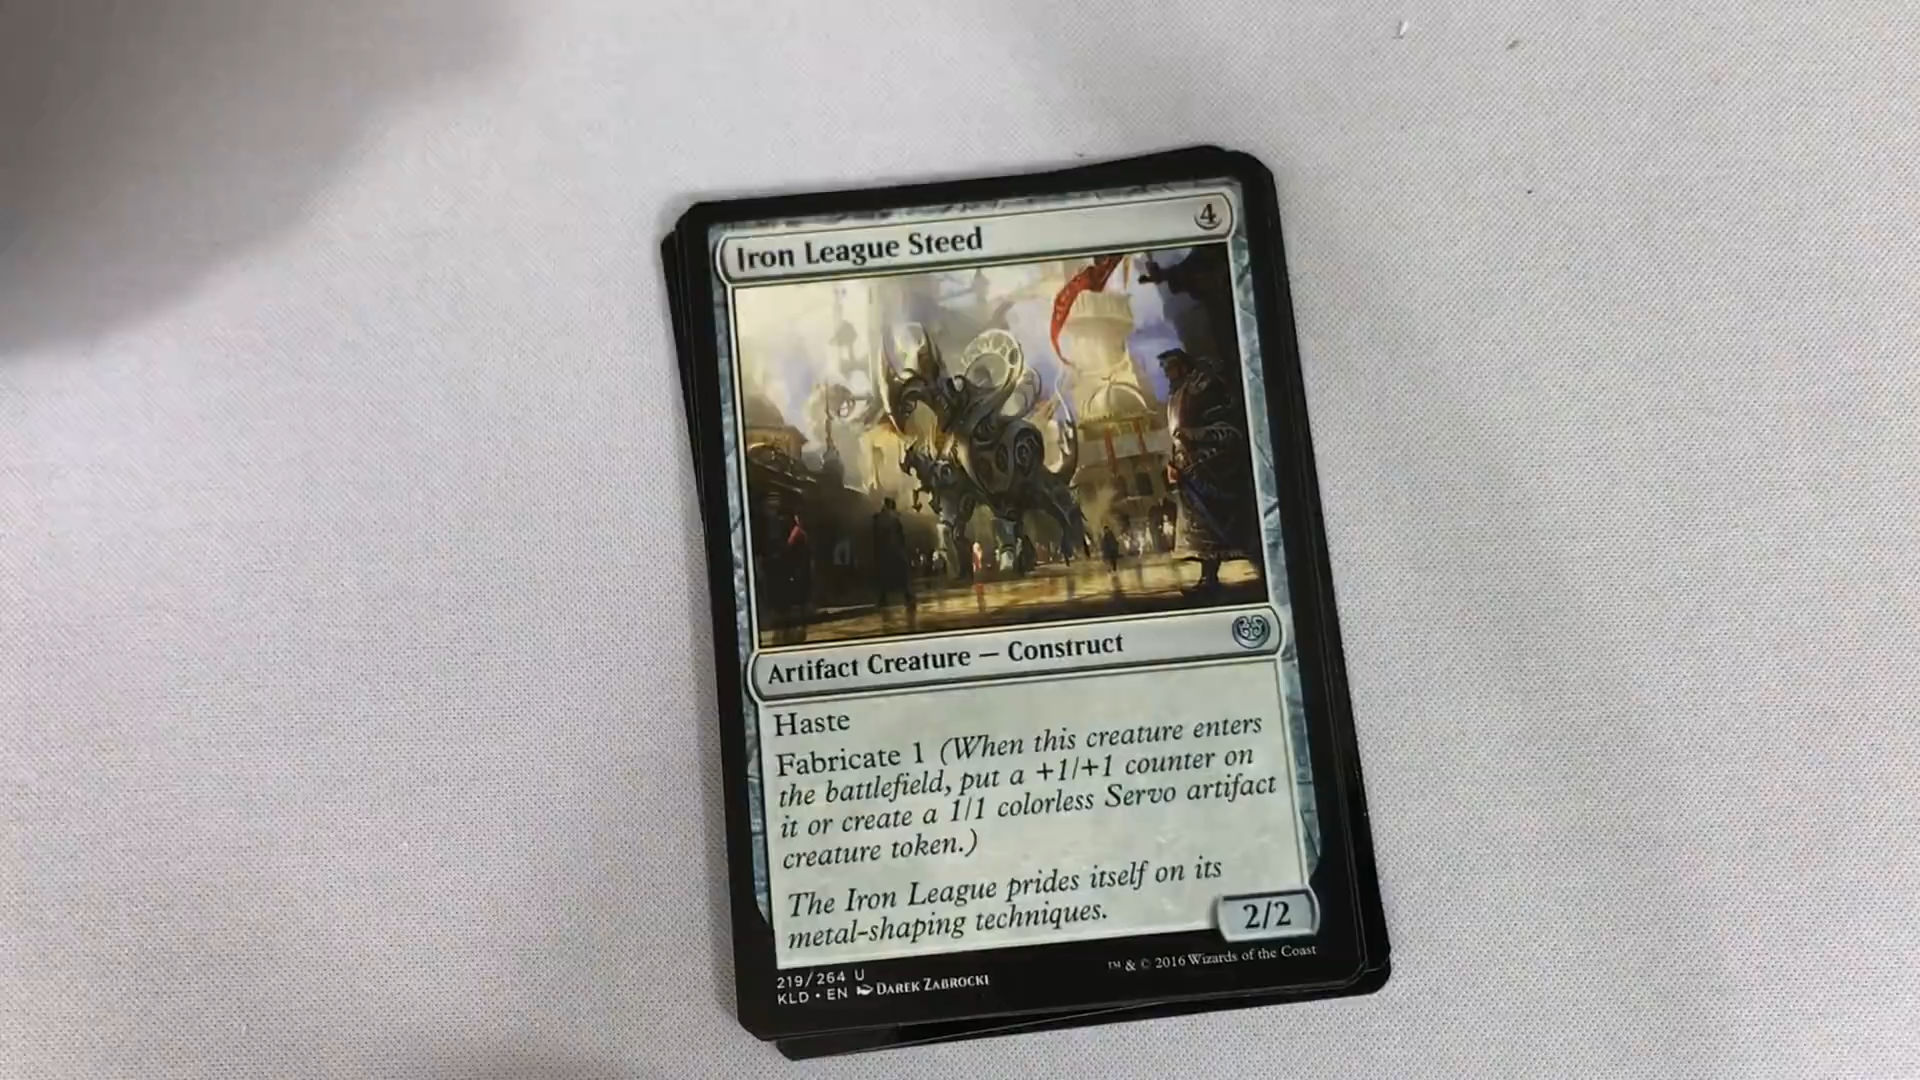 Iron League Steed 4
Artifact Creature — Construct
Haste
Fabricate 1 (When this creature enters
the battlefield, put a +1/+1 counter on
it or create a 1/1 colorless Servo artifact
creature token.)
The Iron League prides itself on its
metal-shaping techniques.
2/2
219/264 U
KLD • EN DAREK ZABROCKI
™ & © 2016 Wizards of the Coast